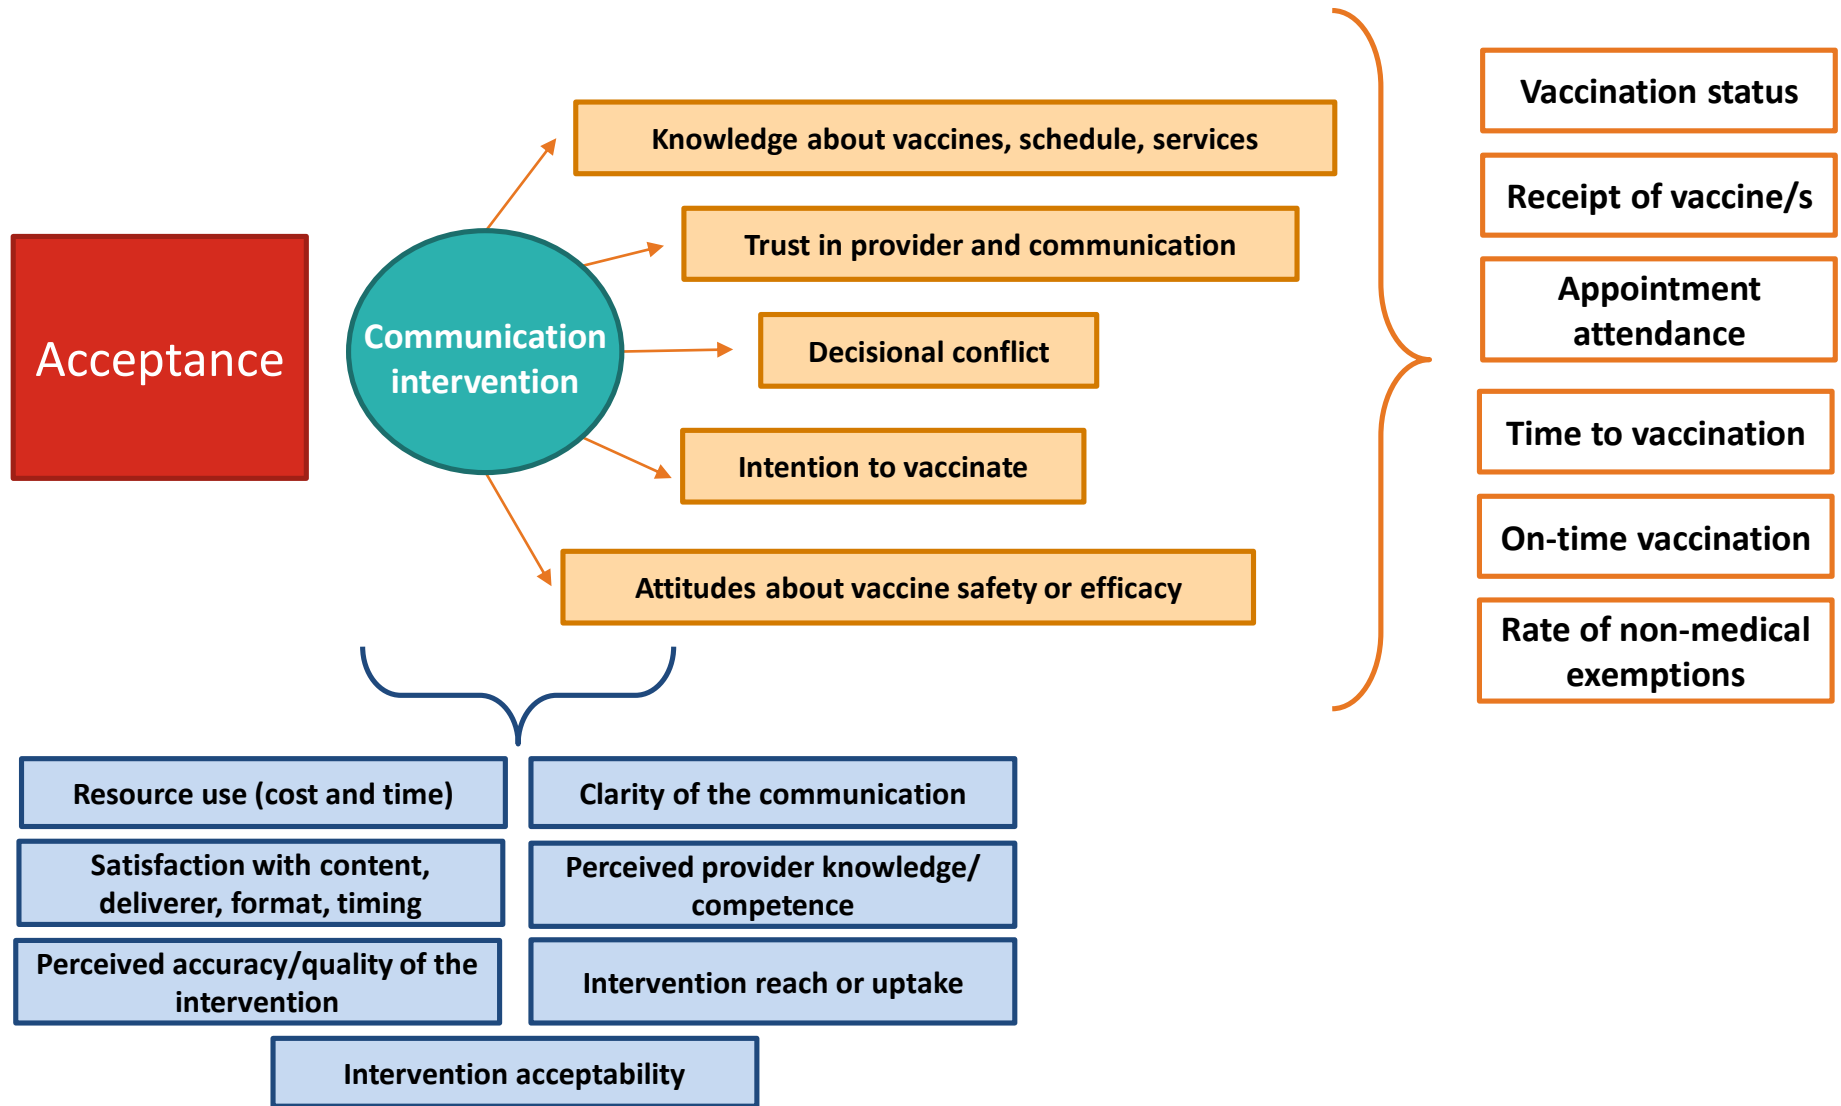 Acceptance
Communication
intervention
Knowledge about vaccines, schedule, services
Trust in provider and communication
Decisional conflict
Intention to vaccinate
Attitudes about vaccine safety or efficacy
Vaccination status
Receipt of vaccine/s
Appointment
attendance
Time to vaccination
On-time vaccination
Rate of non-medical
exemptions
Resource use (cost and time)
Clarity of the communication
Satisfaction with content,
deliverer, format, timing
Perceived provider knowledge/
competence
Perceived accuracy/quality of the
intervention
Intervention reach or uptake
Intervention acceptability